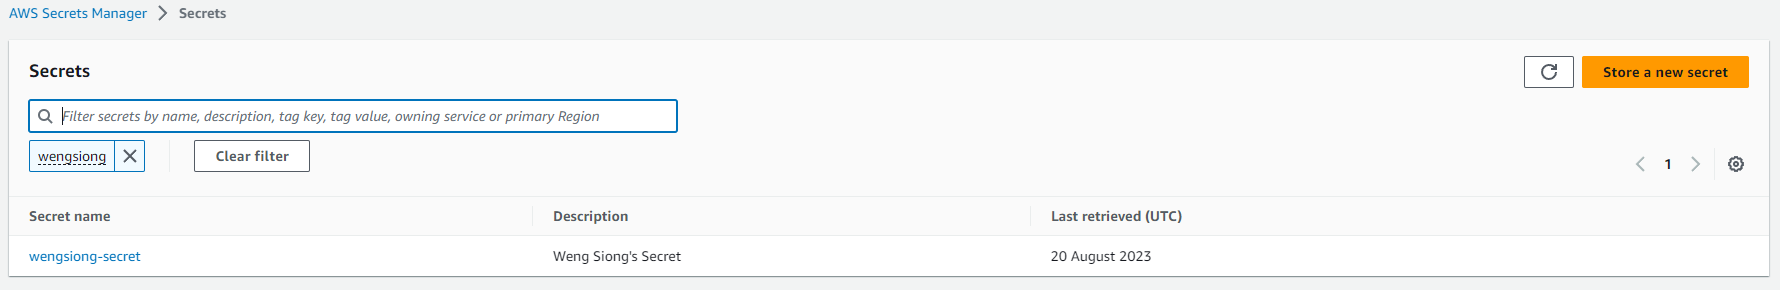 AWS Secrets Manager > Secrets
Secrets
Store a new secret
Filter secrets by name, description, tag key, tag value, owning service or primary Region
wengsiong
Clear filter
1
Secret name Description Last retrieved (UTC)
wengsiong-secret Weng Siong's Secret 20 August 2023